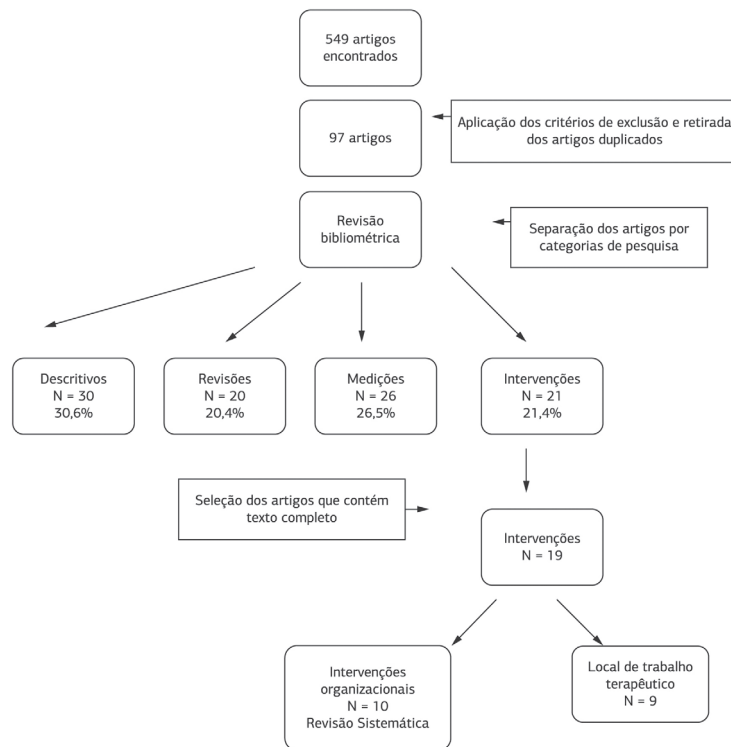 549 artigos
encontrados
97 artigos
Aplicação dos critérios de exclusão e retirada
dos artigos duplicados
Revisão
bibliométrica
Separação dos artigos por
categorias de pesquisa
Descritivos
N = 30
30,6%
Revisões
N = 20
20,4%
Medições
N = 26
26,5%
Intervenções
N = 21
21,4%
Seleção dos artigos que contém
texto completo
Intervenções
N = 19
Intervenções
organizacionais
N = 10
Revisão Sistemática
Local de trabalho
terapêutico
N = 9